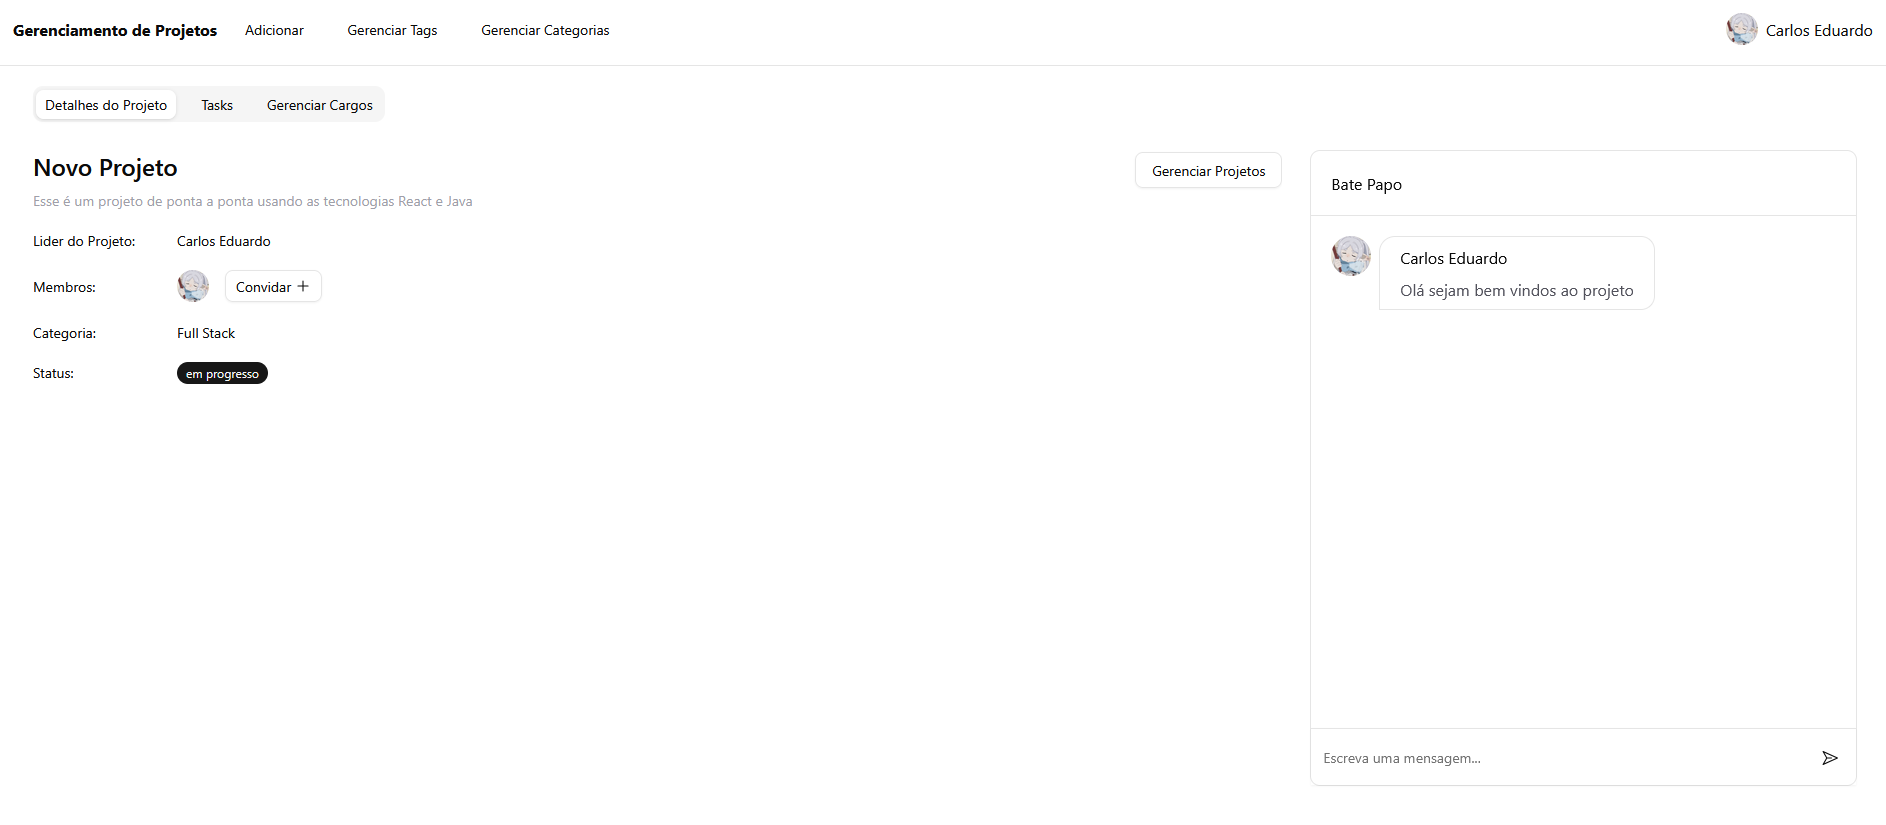 Gerenciamento de Projetos Adicionar Gerenciar Tags Gerenciar Categorias Carlos Eduardo
Detalhes do Projeto Tasks Gerenciar Cargos
Novo Projeto
Gerenciar Projetos
Esse é um projeto de ponta a ponta usando as tecnologias React e Java
Lider do Projeto: Carlos Eduardo
Membros: Convidar +
Categoria: Full Stack
Status: em progresso
Bate Papo
Carlos Eduardo
Olá sejam bem vindos ao projeto
Escreva uma mensagem...